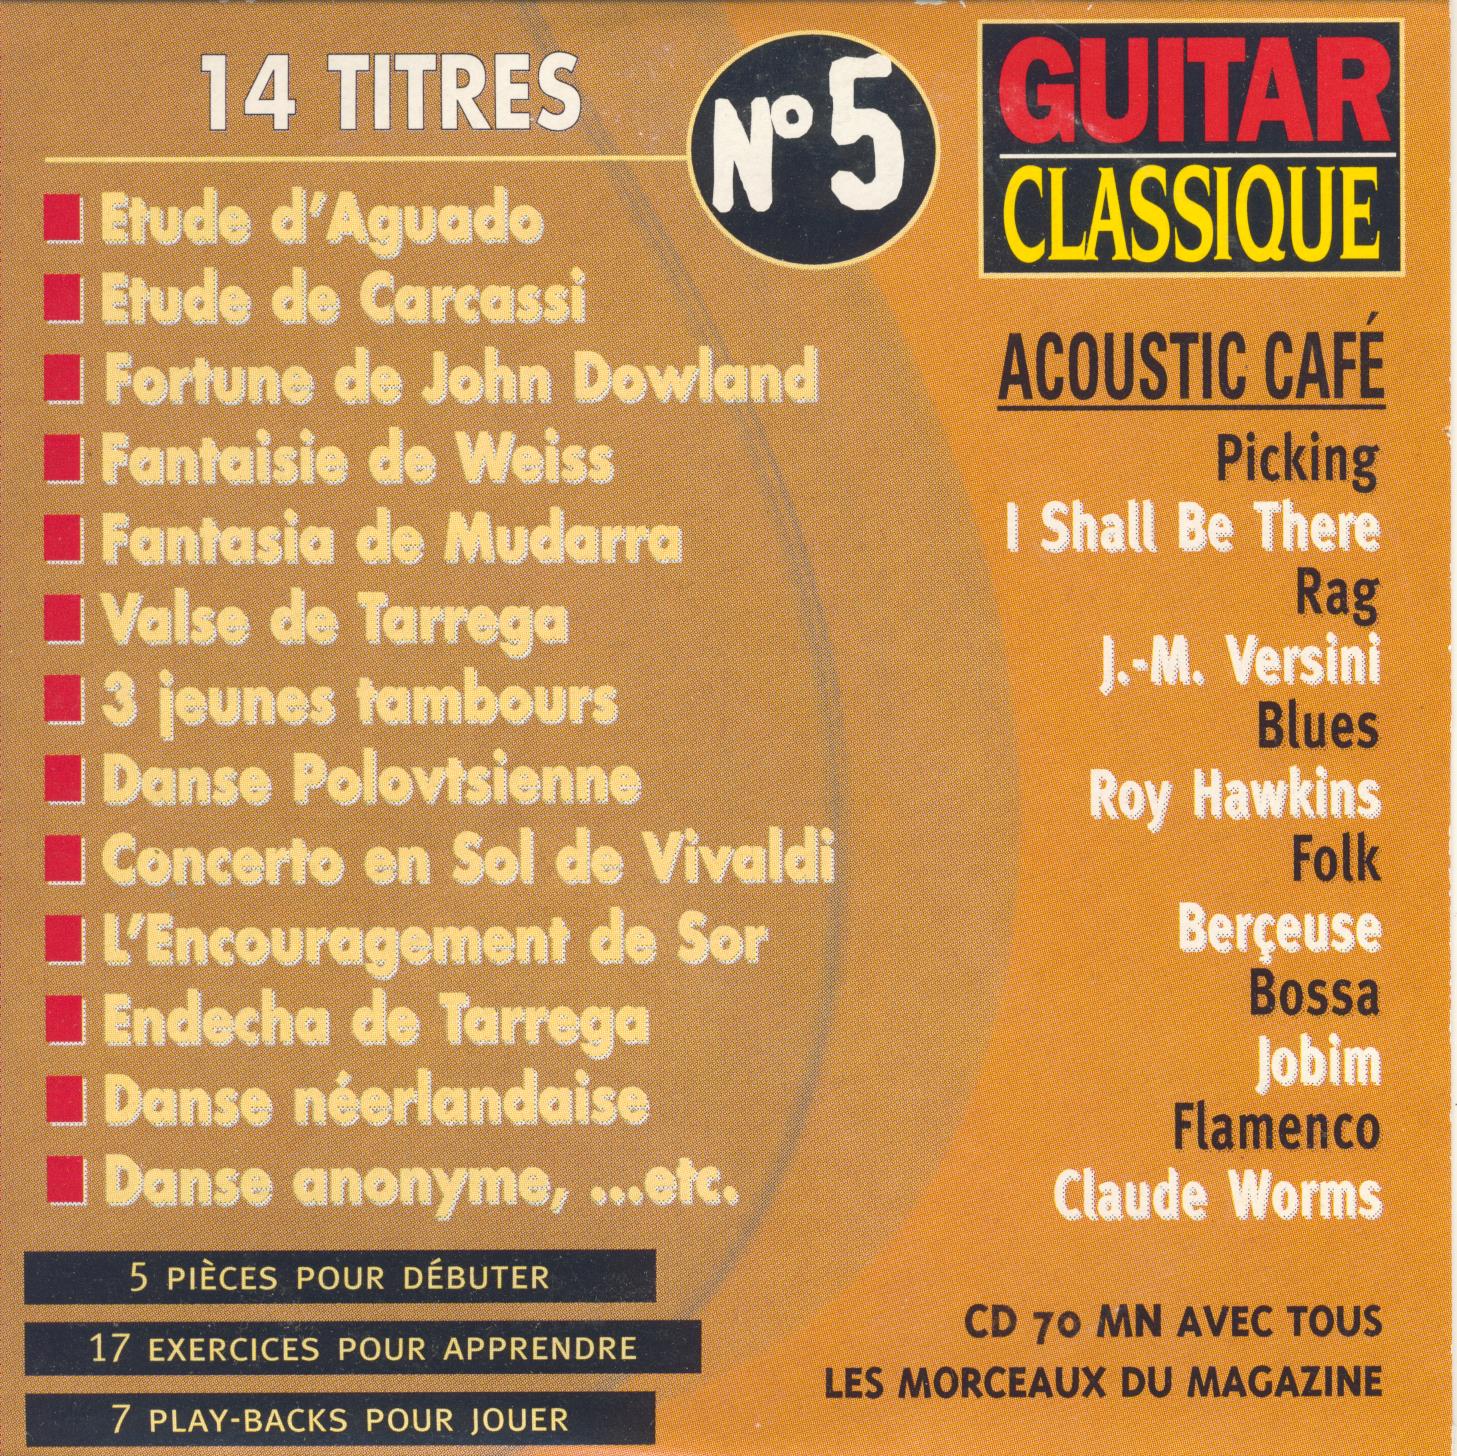 14 TITRES
N° 5
GUITAR
CLASSIQUE
Etude d'Aguado
Etude de Carcassi
Fortune de John Dowland
Fantaisie de Weiss
Fantasia de Mudarra
Valse de Tarrega
3 jeunes tambours
Danse Polovtsienne
Concerto en Sol de Vivaldi
L'Encouragement de Sor
Endecha de Tarrega
Danse néerlandaise
Danse anonyme, ...etc.
5 PIÈCES POUR DÉBUTER
17 EXERCICES POUR APPRENDRE
7 PLAY-BACKS POUR JOUER
ACOUSTIC CAFÉ
Picking
I Shall Be There
Rag
J.-M. Versini
Blues
Roy Hawkins
Folk
Berçeuse
Bossa
Jobim
Flamenco
Claude Worms
CD 70 MN AVEC TOUS
LES MORCEAUX DU MAGAZINE